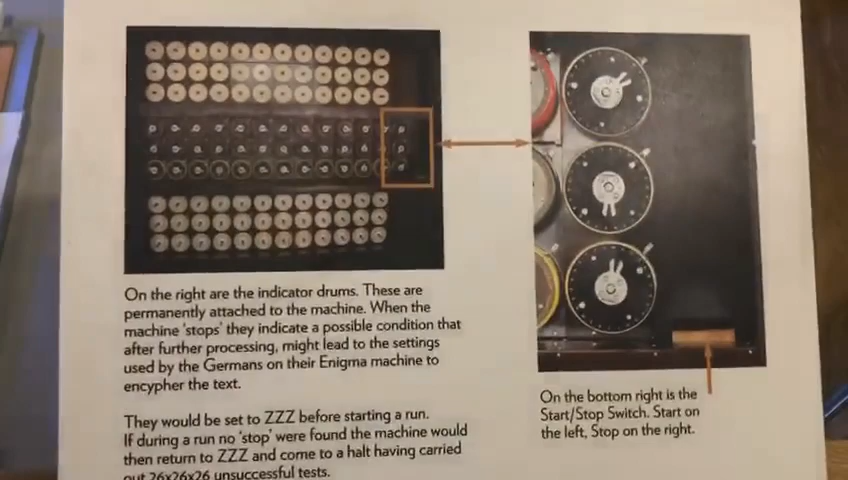 On the right are the indicator drums. These are
permanently attached to the machine. When the
machine 'stops' they indicate a possible condition that
after further processing, might lead to the settings
used by the Germans on their Enigma machine to
encypher the text.
They would be set to ZZZ before starting a run.
If during a run no 'stop' were found the machine would
then return to ZZZ and come to a halt having carried
out 26x26x26 unsuccessful tests.
On the bottom right is the
Start/Stop Switch. Start on
the left, Stop on the right.